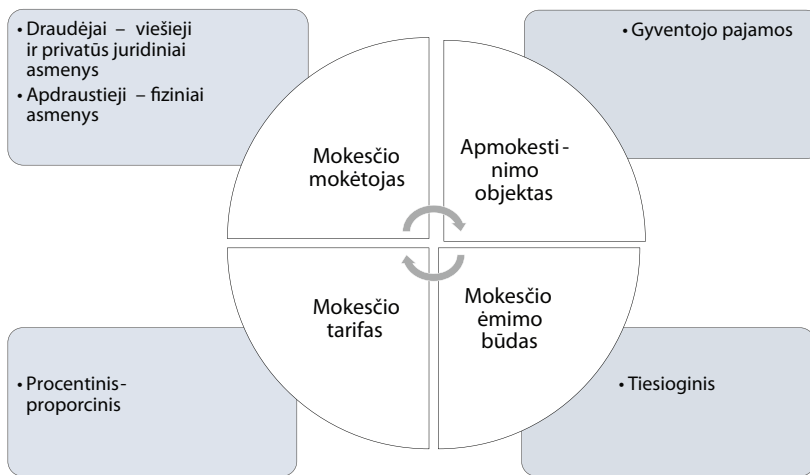 • Draudėjai – viešieji
ir privatūs juridiniai
asmenys
• Apdraustieji – fiziniai
asmenys
• Gyventojo pajamos
Mokesčio
mokėtojas
Apmokesti-
nimo
objektas
Mokesčio
tarifas
Mokesčio
ėmimo
būdas
• Procentinis-
proporcinis
• Tiesioginis